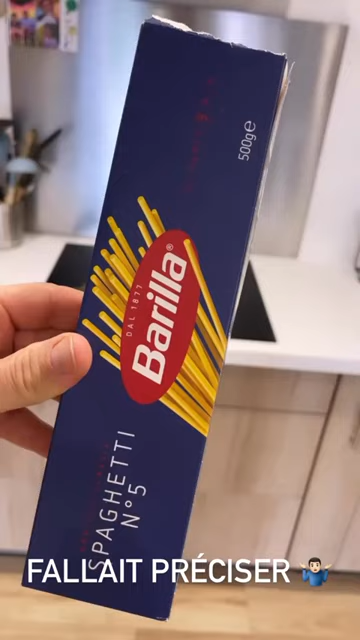 500g℮
DAL 1877
Barilla®
SPAGHETTI
N°5
FALLAIT PRÉCISER 🤷🏻‍♂️